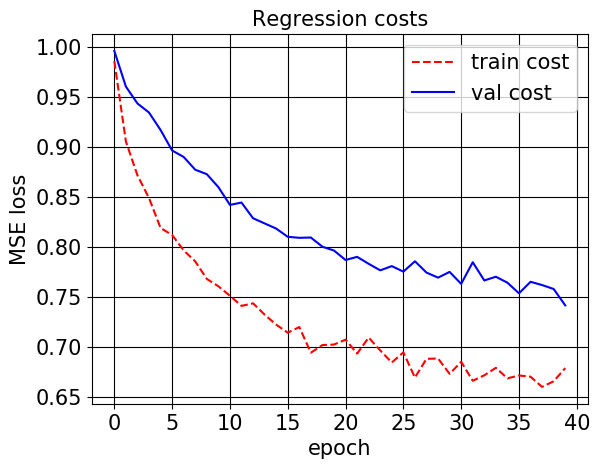 Regression costs
train cost
val cost
MSE loss
1.00
0.95
0.90
0.85
0.80
0.75
0.70
0.65
0 5 10 15 20 25 30 35 40
epoch